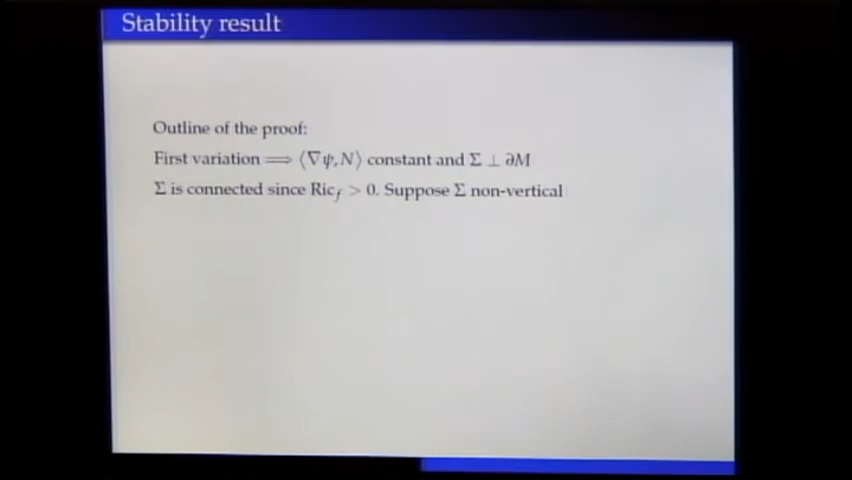 Stability result
Outline of the proof:
First variation ⟹ ⟨∇ψ, N⟩ constant and Σ ⊥ ∂M
Σ is connected since Ric_f > 0. Suppose Σ non-vertical